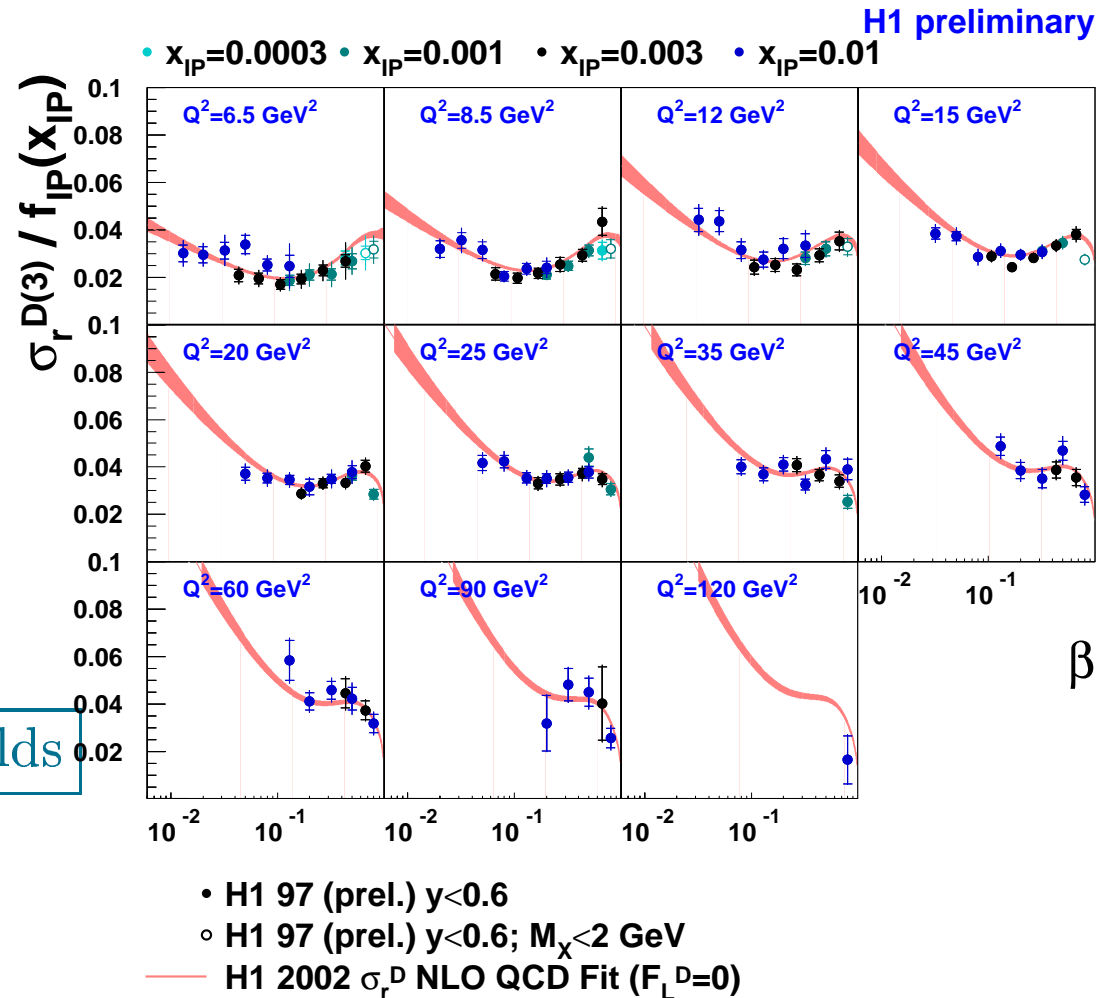 H1 preliminary
x_IP=0.0003 x_IP=0.001 x_IP=0.003 x_IP=0.01
σ_r^D(3) / f_IP(x_IP)
0.1
0.08
0.06
0.04
0.02
Q²=6.5 GeV² Q²=8.5 GeV² Q²=12 GeV² Q²=15 GeV²
0.1
0.08
0.06
0.04
0.02
Q²=20 GeV² Q²=25 GeV² Q²=35 GeV² Q²=45 GeV²
0.1
0.08
0.06
0.04
0.02
Q²=60 GeV² Q²=90 GeV² Q²=120 GeV²
10⁻² 10⁻¹
β
lds
10⁻² 10⁻¹ 10⁻² 10⁻¹ 10⁻² 10⁻¹
H1 97 (prel.) y<0.6
H1 97 (prel.) y<0.6; M_X<2 GeV
H1 2002 σ_r^D NLO QCD Fit (F_L^D=0)